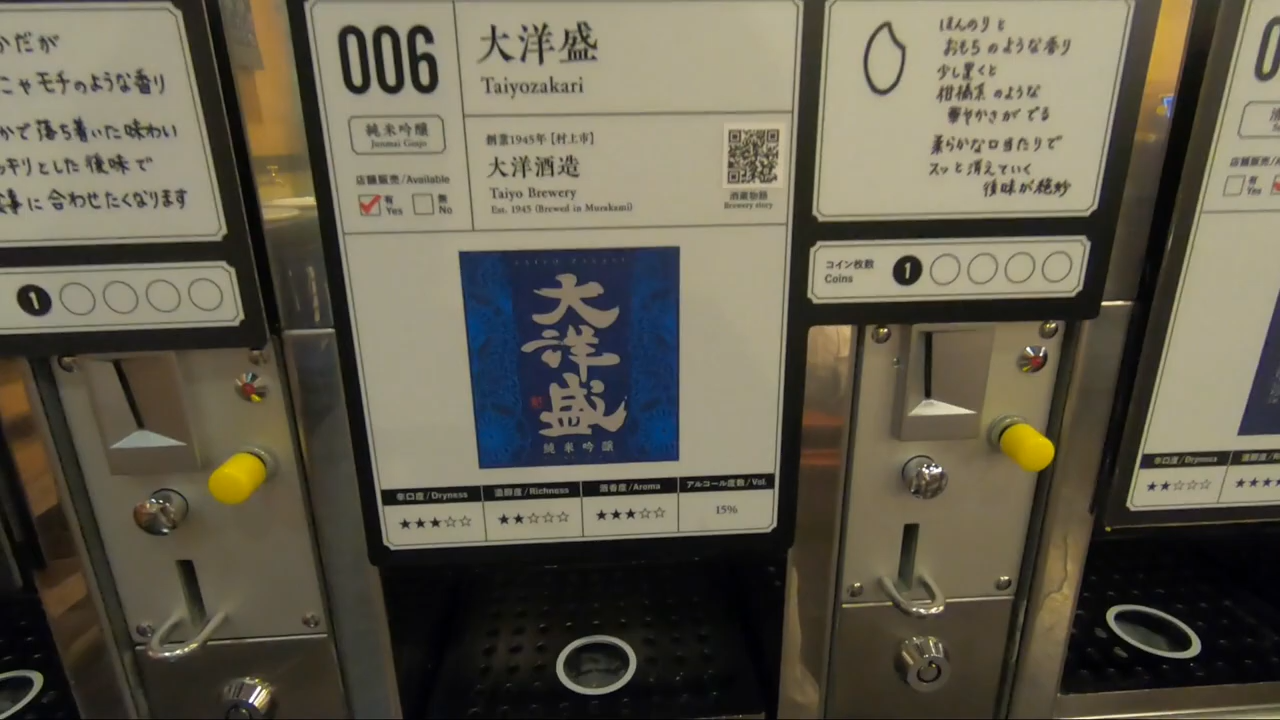 かだが
こゃモチのような香り
かで落ち着いた味わい
ッキリとした後味で
食事に合わせたくなります
1
006
純米吟醸
Junmai Ginjo
店舗販売/Available
有
Yes
無
No
大洋盛
Taiyozakari
創業1945年 [村上市]
大洋酒造
Taiyo Brewery
Est. 1945 (Brewed in Murakami)
酒蔵物語
Brewery story
大洋盛
純米吟醸
辛口度/Dryness
★★★☆☆
濃醇度/Richness
★★☆☆☆
酒香度/Aroma
★★★☆☆
アルコール度数/Vol.
15%
ほんのりと
おもちのような香り
少し置くと
柑橘系のような
華やかさがでる
柔らかな口当たりで
スッと消えていく
後味が絶妙
コイン枚数
Coins
1
店舗販売/A
有
Yes
辛口度/Dryness
★★☆☆☆